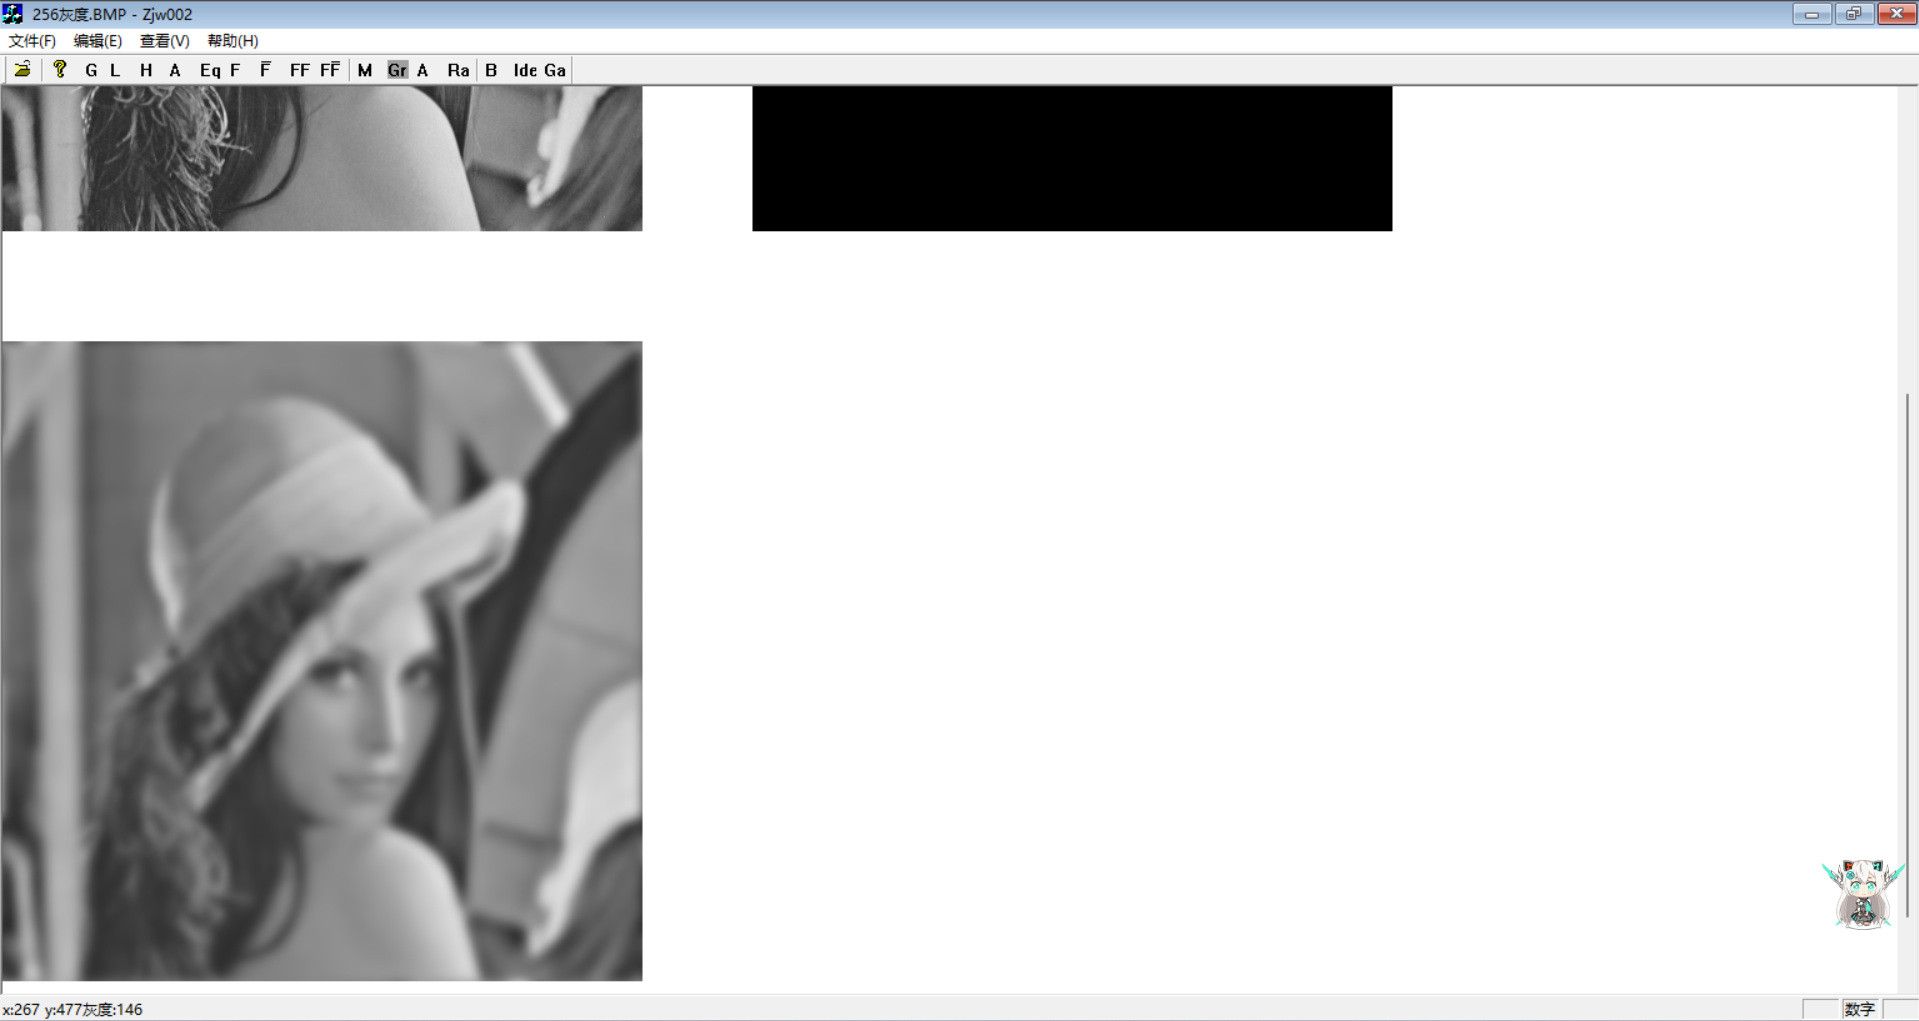 256灰度.BMP - Zjw002
文件(F) 编辑(E) 查看(V) 帮助(H)
G L H A Eq F F̅ FF FF̅ M Gr A Ra B Ide Ga
x:267 y:477灰度:146
数字